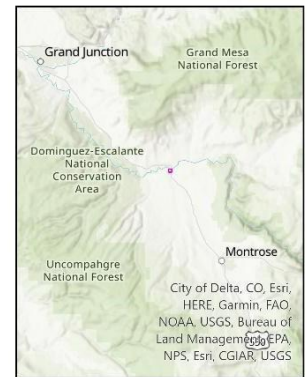 Grand Junction
Grand Mesa
National Forest
Dominguez-Escalante
National
Conservation
Area
Montrose
Uncompahgre
National Forest
City of Delta, CO, Esri,
HERE, Garmin, FAO,
NOAA, USGS, Bureau of
Land Management, EPA,
NPS, Esri, CGIAR, USGS
550